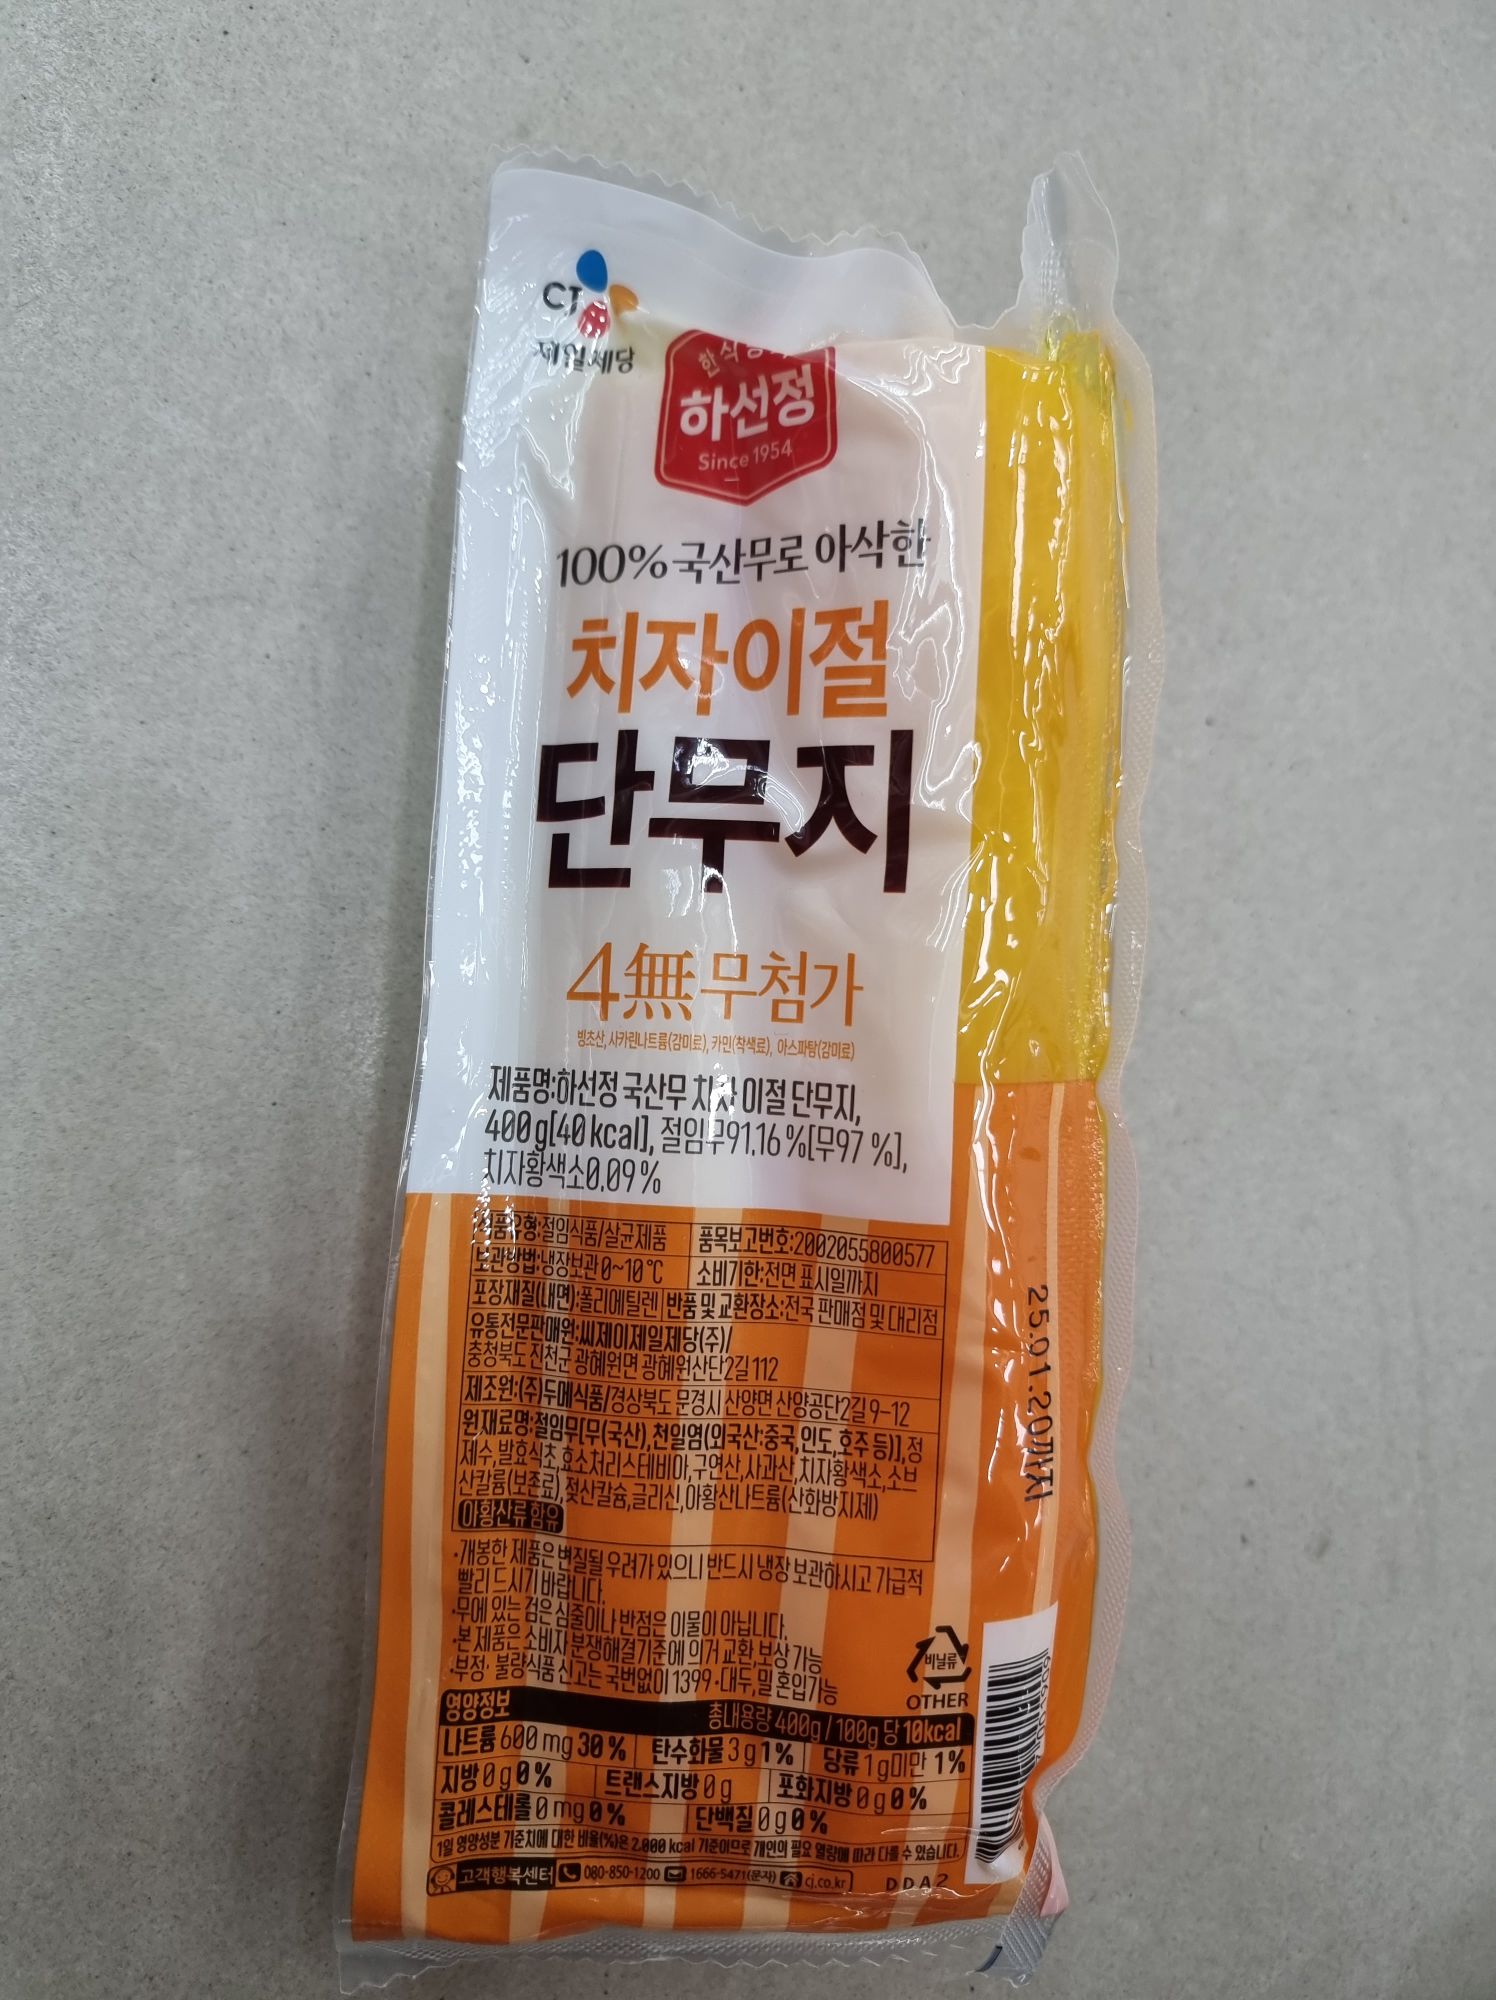 CJ
제일제당
하선정
Since 1954
100% 국산무로 아삭한
치자이절
단무지
4無 무첨가
빙초산, 사카린나트륨(감미료), 카민(착색료), 아스파탐(감미료)
제품명:하선정 국산무 치자 이절 단무지,
400 g[40 kcal], 절임무91.16 %[무97 %],
치자황색소0.09 %
식품유형:절임식품/살균제품 품목보고번호:2002055800577
보관방법:냉장보관 0~10 ℃ 소비기한:전면 표시일까지
포장재질(내면):폴리에틸렌 반품 및 교환장소:전국 판매점 및 대리점
유통전문판매원:씨제이제일제당(주)/
충청북도 진천군 광혜원면 광혜원산단2길 112
제조원:(주)두메식품/경상북도 문경시 산양면 산양공단2길 9-12
원재료명:절임무[무(국산),천일염(외국산:중국,인도,호주 등)],정
제수,발효식초,효소처리스테비아,구연산,사과산,치자황색소,소브
산칼륨(보존료),젖산칼슘,글리신,아황산나트륨(산화방지제)
아황산류 함유
•개봉한 제품은 변질될 우려가 있으니 반드시 냉장 보관하시고 가급적
빨리 드시기 바랍니다.
•무에 있는 검은 심줄이나 반점은 이물이 아닙니다.
•본 제품은 소비자분쟁해결기준에 의거 교환,보상 가능
•부정·불량식품 신고는 국번없이 1399 •대두,밀 혼입가능
비닐류
OTHER
영양정보 총내용량 400g / 100g 당 10kcal
나트륨 600 mg 30 % 탄수화물 3 g 1 % 당류 1 g미만 1 %
지방 0 g 0 % 트랜스지방 0 g 포화지방 0 g 0 %
콜레스테롤 0 mg 0 % 단백질 0 g 0 %
1일 영양성분 기준치에 대한 비율(%)은 2,000 kcal 기준이므로 개인의 필요 열량에 따라 다를 수 있습니다.
고객행복센터 080-850-1200 1666-5471(문자) cj.co.kr
DDA2
25.01.20까지